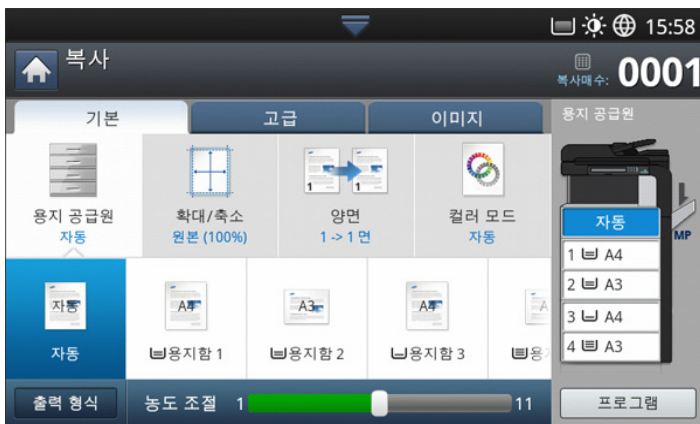 15:58
복사
복사매수: 0001
기본
고급
이미지
용지 공급원
용지 공급원
자동
확대/축소
원본 (100%)
1 1
양면
1 -> 1 면
컬러 모드
자동
자동
MP
1 A4
2 A3
3 A4
4 A3
자동
자동
A4
용지함 1
A3
용지함 2
A4
용지함 3
A
용
출력 형식
농도 조절 1
11
프로그램